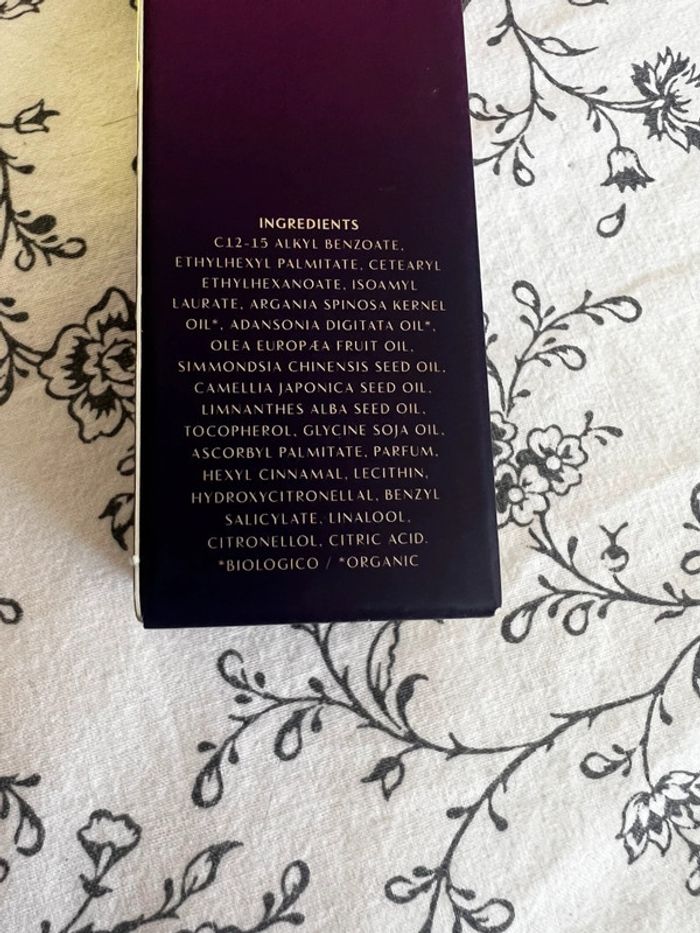 INGREDIENTS
C12-15 ALKYL BENZOATE,
ETHYLHEXYL PALMITATE, CETEARYL
ETHYLHEXANOATE, ISOAMYL
LAURATE, ARGANIA SPINOSA KERNEL
OIL*, ADANSONIA DIGITATA OIL*,
OLEA EUROPÆA FRUIT OIL,
SIMMONDSIA CHINENSIS SEED OIL,
CAMELLIA JAPONICA SEED OIL,
LIMNANTHES ALBA SEED OIL,
TOCOPHEROL, GLYCINE SOJA OIL,
ASCORBYL PALMITATE, PARFUM,
HEXYL CINNAMAL, LECITHIN,
HYDROXYCITRONELLAL, BENZYL
SALICYLATE, LINALOOL,
CITRONELLOL, CITRIC ACID.
*BIOLOGICO / *ORGANIC